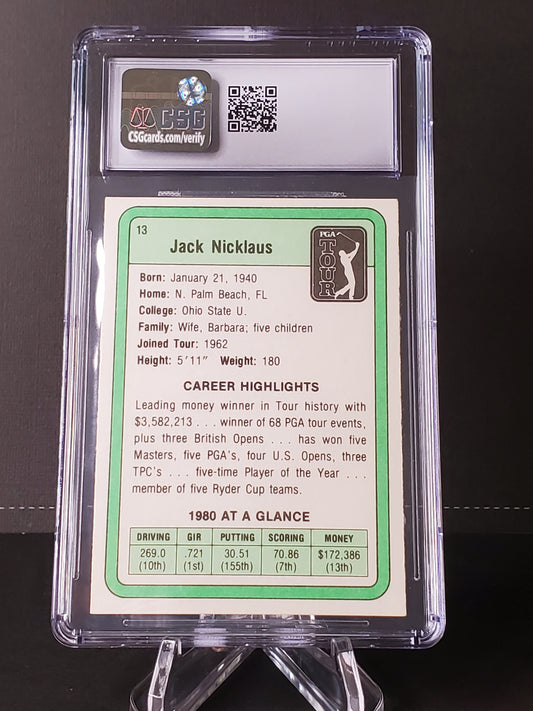 CSG
CSGcards.com/verify
13
Jack Nicklaus
PGA
TOUR
Born: January 21, 1940
Home: N. Palm Beach, FL
College: Ohio State U.
Family: Wife, Barbara; five children
Joined Tour: 1962
Height: 5'11" Weight: 180
CAREER HIGHLIGHTS
Leading money winner in Tour history with
$3,582,213 . . . winner of 68 PGA tour events,
plus three British Opens . . . has won five
Masters, five PGA's, four U.S. Opens, three
TPC's . . . five-time Player of the Year . . .
member of five Ryder Cup teams.
1980 AT A GLANCE
DRIVING GIR PUTTING SCORING MONEY
269.0 .721 30.51 70.86 $172,386
(10th) (1st) (155th) (7th) (13th)